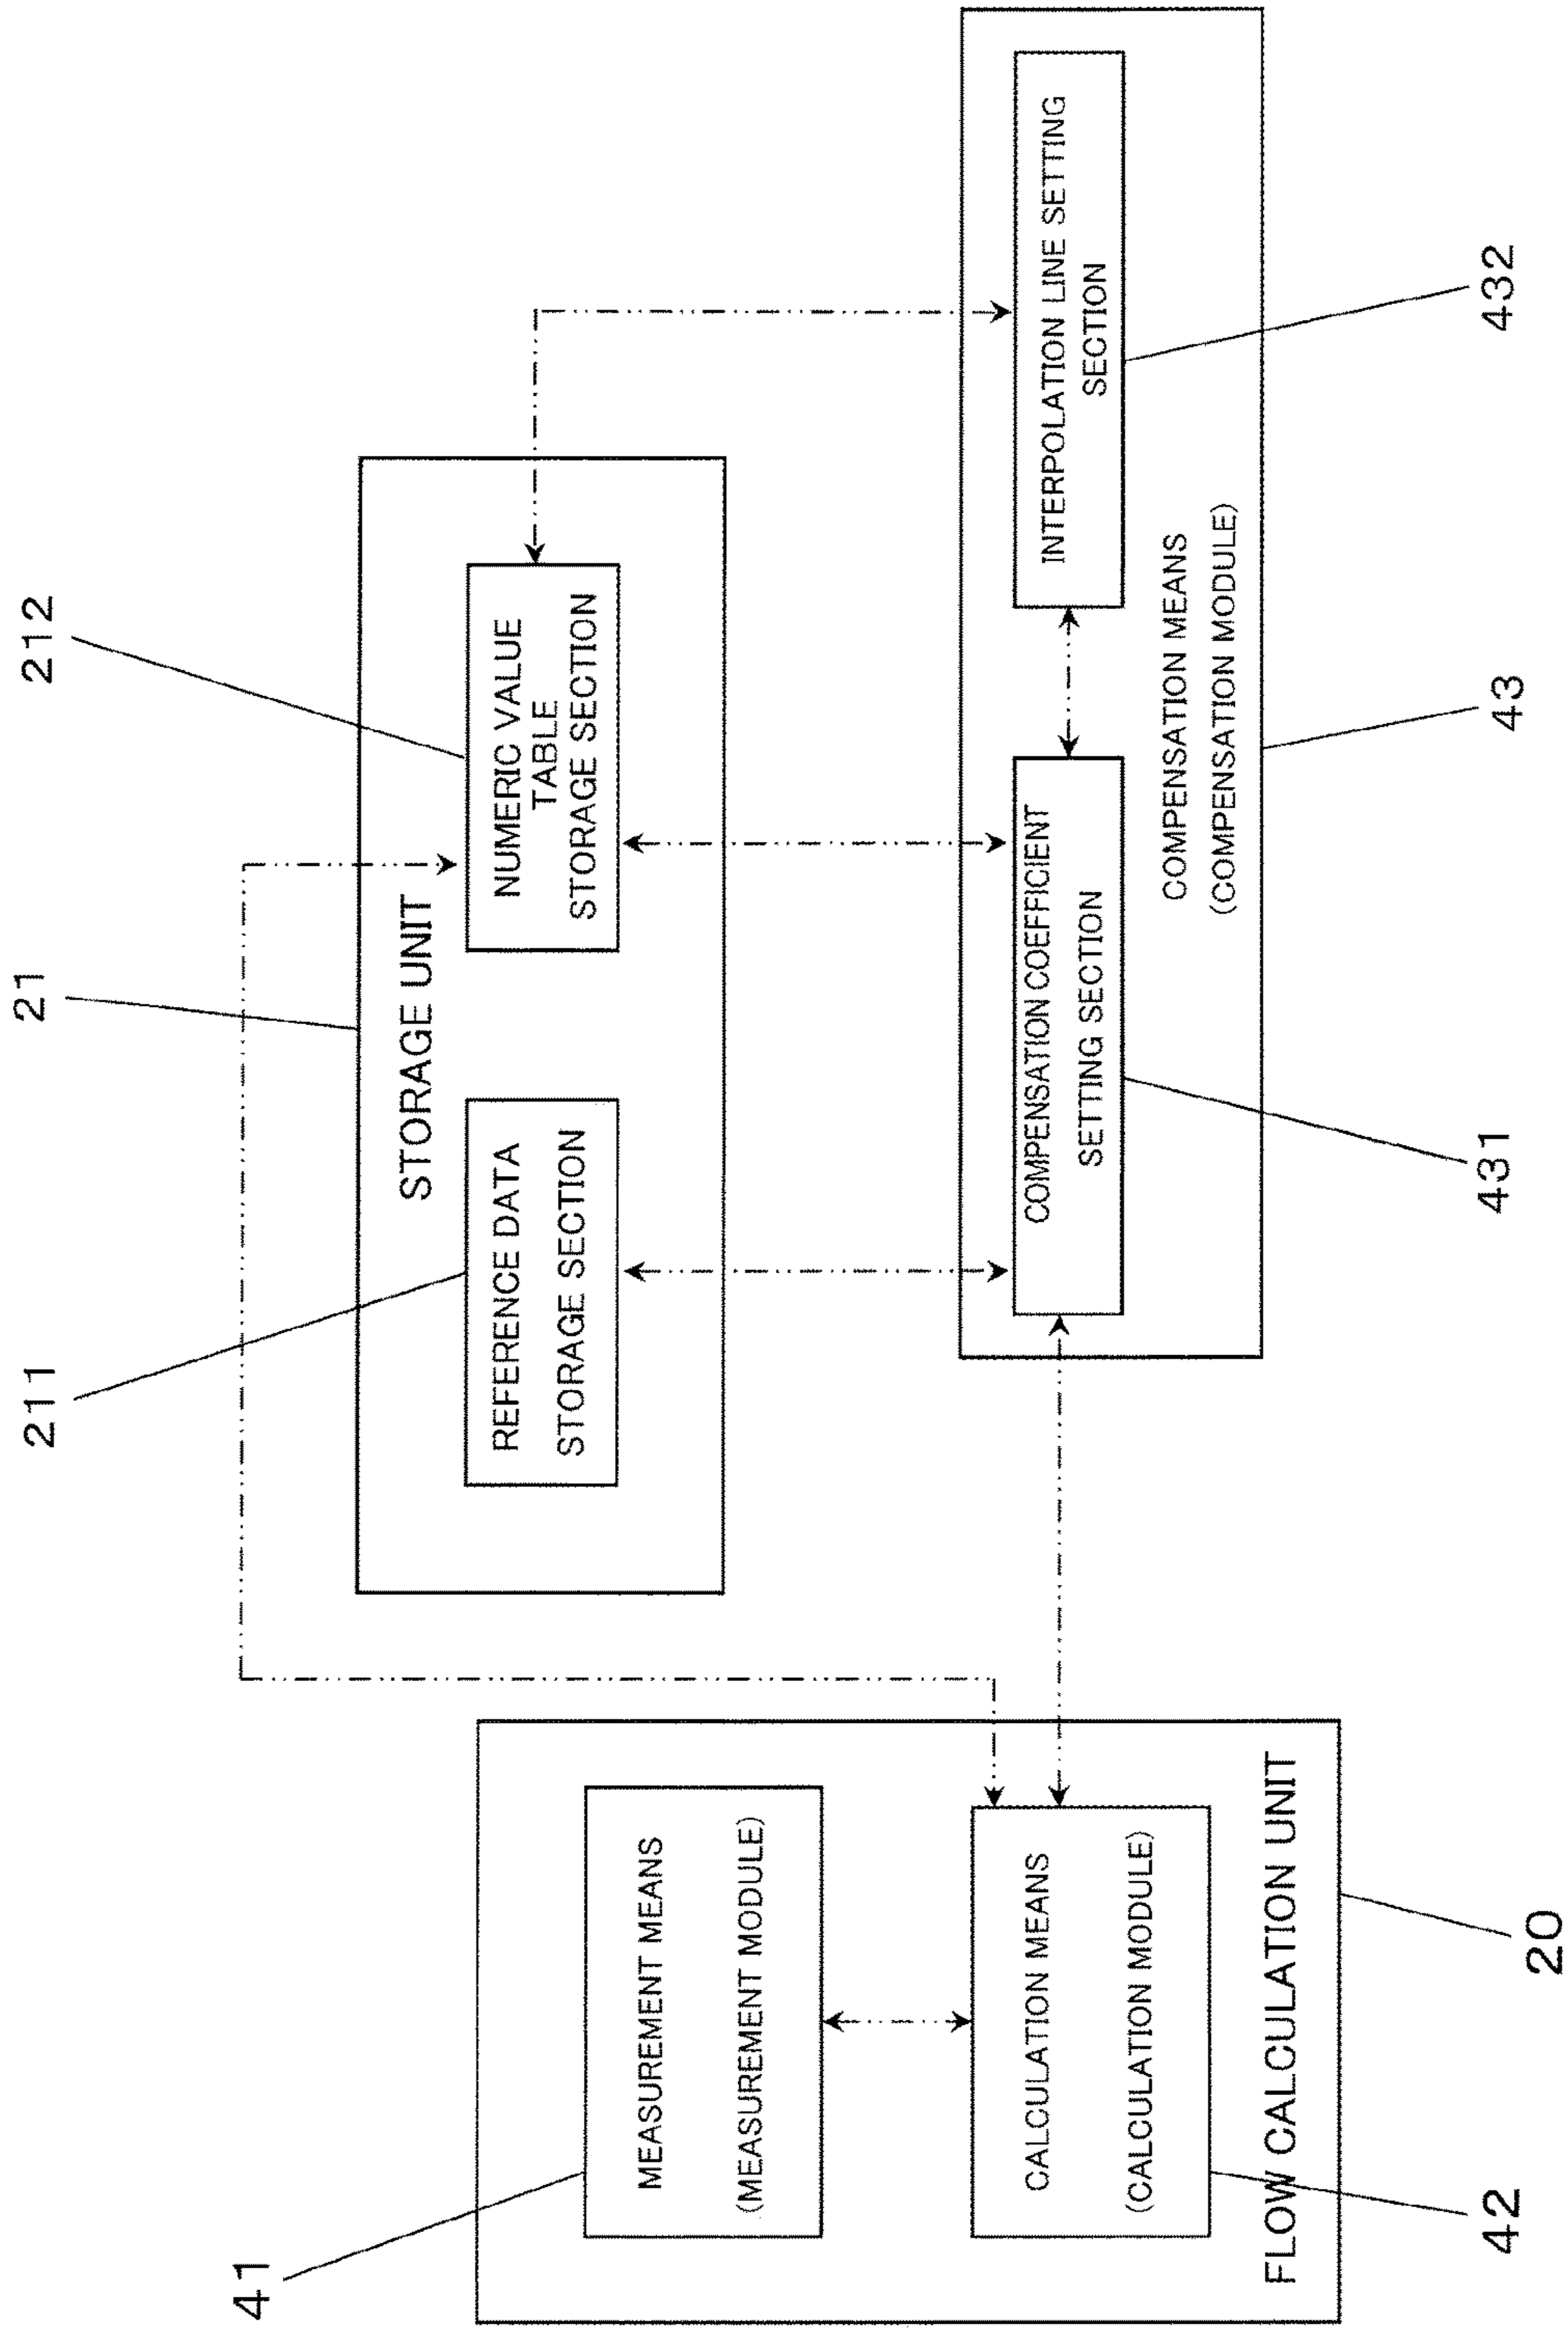 211
21
212
STORAGE UNIT
REFERENCE DATA
STORAGE SECTION
NUMERIC VALUE
TABLE
STORAGE SECTION
41
MEASUREMENT MEANS
(MEASUREMENT MODULE)
CALCULATION MEANS
(CALCULATION MODULE)
FLOW CALCULATION UNIT
42
20
COMPENSATION COEFFICIENT
SETTING SECTION
INTERPOLATION LINE SETTING
SECTION
COMPENSATION MEANS
(COMPENSATION MODULE)
431
43
432